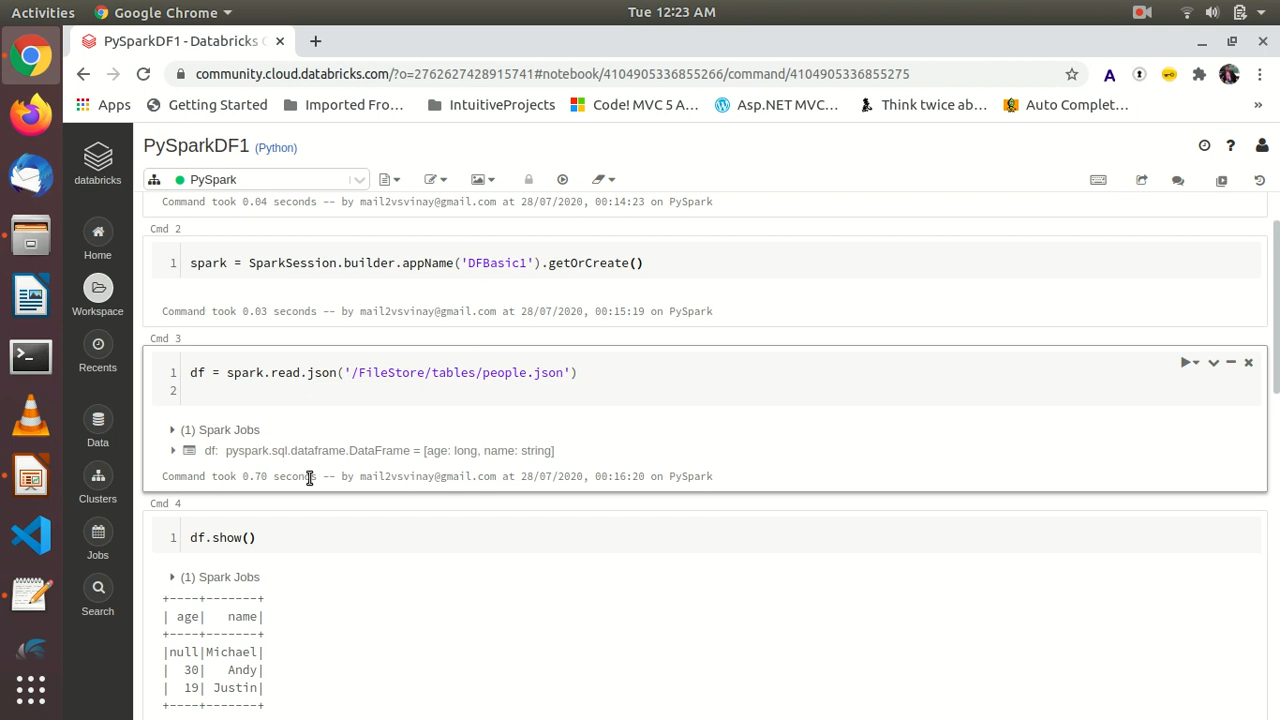 Activities
Google Chrome
Tue 12:23 AM
PySparkDF1 - Databricks C
community.cloud.databricks.com/?o=2762627428915741#notebook/4104905336855266/command/4104905336855275
A
Apps
Getting Started
Imported Fro...
IntuitiveProjects
Code! MVC 5 A...
Asp.NET MVC...
Think twice ab...
Auto Complet...
»
databricks
Home
Workspace
Recents
Data
Clusters
Jobs
Search
PySparkDF1 (Python)
PySpark
Command took 0.04 seconds -- by mail2vsvinay@gmail.com at 28/07/2020, 00:14:23 on PySpark
Cmd 2
1 spark = SparkSession.builder.appName('DFBasic1').getOrCreate()
Command took 0.03 seconds -- by mail2vsvinay@gmail.com at 28/07/2020, 00:15:19 on PySpark
Cmd 3
1 df = spark.read.json('/FileStore/tables/people.json')
2
(1) Spark Jobs
df: pyspark.sql.dataframe.DataFrame = [age: long, name: string]
Command took 0.70 seconds -- by mail2vsvinay@gmail.com at 28/07/2020, 00:16:20 on PySpark
Cmd 4
1 df.show()
(1) Spark Jobs
+----+-------+
| age|   name|
+----+-------+
|null|Michael|
|  30|   Andy|
|  19| Justin|
+----+-------+